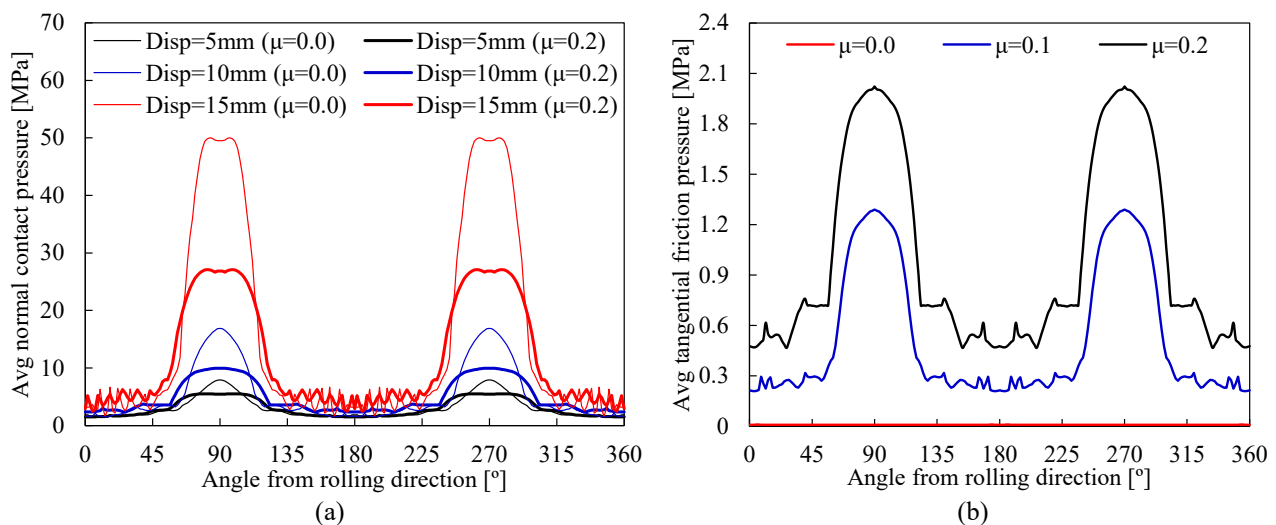 Avg normal contact pressure [MPa]
70
60
50
40
30
20
10
0
Disp=5mm (μ=0.0) Disp=5mm (μ=0.2)
Disp=10mm (μ=0.0) Disp=10mm (μ=0.2)
Disp=15mm (μ=0.0) Disp=15mm (μ=0.2)
0 45 90 135 180 225 270 315 360
Angle from rolling direction [º]
(a)
Avg tangential friction pressure [MPa]
2.4
2.1
1.8
1.5
1.2
0.9
0.6
0.3
0
μ=0.0 μ=0.1 μ=0.2
0 45 90 135 180 225 270 315 360
Angle from rolling direction [º]
(b)